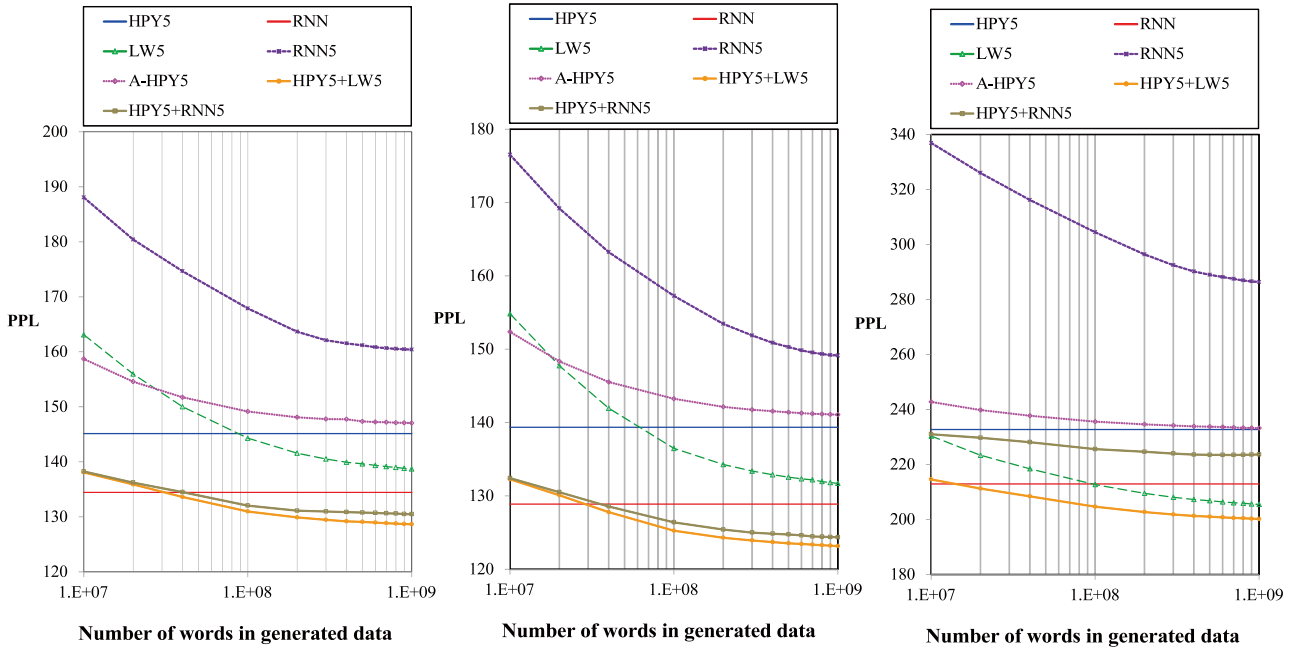 HPY5 RNN
LW5 RNN5
A-HPY5 HPY5+LW5
HPY5+RNN5
200
190
180
170
PPL
160
150
140
130
120
1.E+07 1.E+08 1.E+09
Number of words in generated data
HPY5 RNN
LW5 RNN5
A-HPY5 HPY5+LW5
HPY5+RNN5
180
170
160
PPL
150
140
130
120
1.E+07 1.E+08 1.E+09
Number of words in generated data
HPY5 RNN
LW5 RNN5
A-HPY5 HPY5+LW5
HPY5+RNN5
340
320
300
280
PPL
260
240
220
200
180
1.E+07 1.E+08 1.E+09
Number of words in generated data